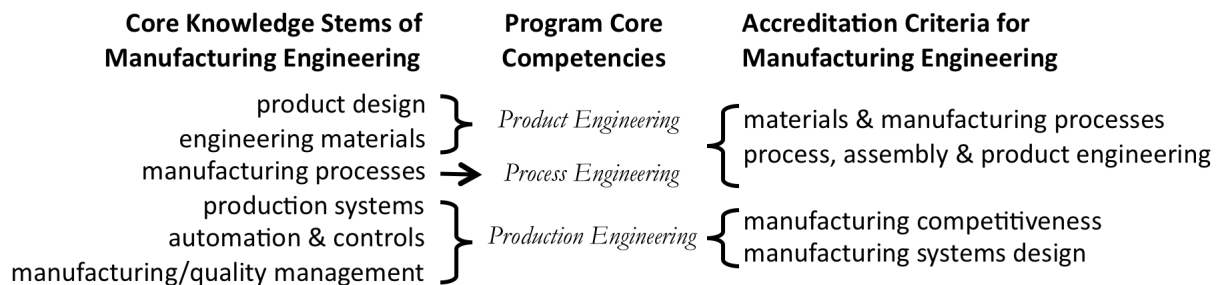 Core Knowledge Stems of
Manufacturing Engineering
product design
engineering materials
manufacturing processes
production systems
automation & controls
manufacturing/quality management
Program Core
Competencies
Product Engineering
Process Engineering
Production Engineering
Accreditation Criteria for
Manufacturing Engineering
materials & manufacturing processes
process, assembly & product engineering
manufacturing competitiveness
manufacturing systems design